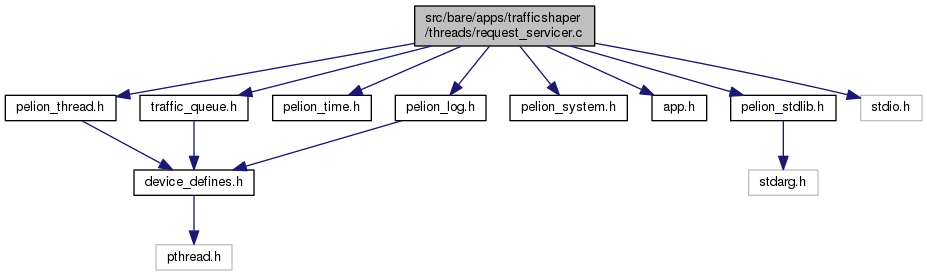 src/bare/apps/trafficshaper
/threads/request_servicer.c
pelion_thread.h
traffic_queue.h
pelion_time.h
pelion_log.h
pelion_system.h
app.h
pelion_stdlib.h
stdio.h
device_defines.h
stdarg.h
pthread.h